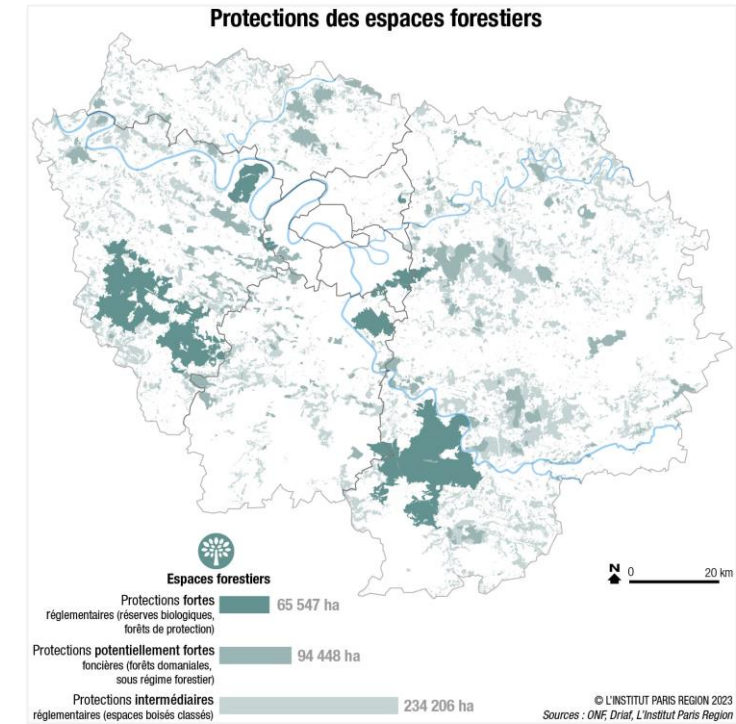 Protections des espaces forestiers
N
0 20 km
Espaces forestiers
Protections fortes
réglementaires (réserves biologiques,
forêts de protection)
65 547 ha
Protections potentiellement fortes
foncières (forêts domaniales,
sous régime forestier)
94 448 ha
Protections intermédiaires
réglementaires (espaces boisés classés)
234 206 ha
© L'INSTITUT PARIS REGION 2023
Sources : ONF, Driaf, L'Institut Paris Region